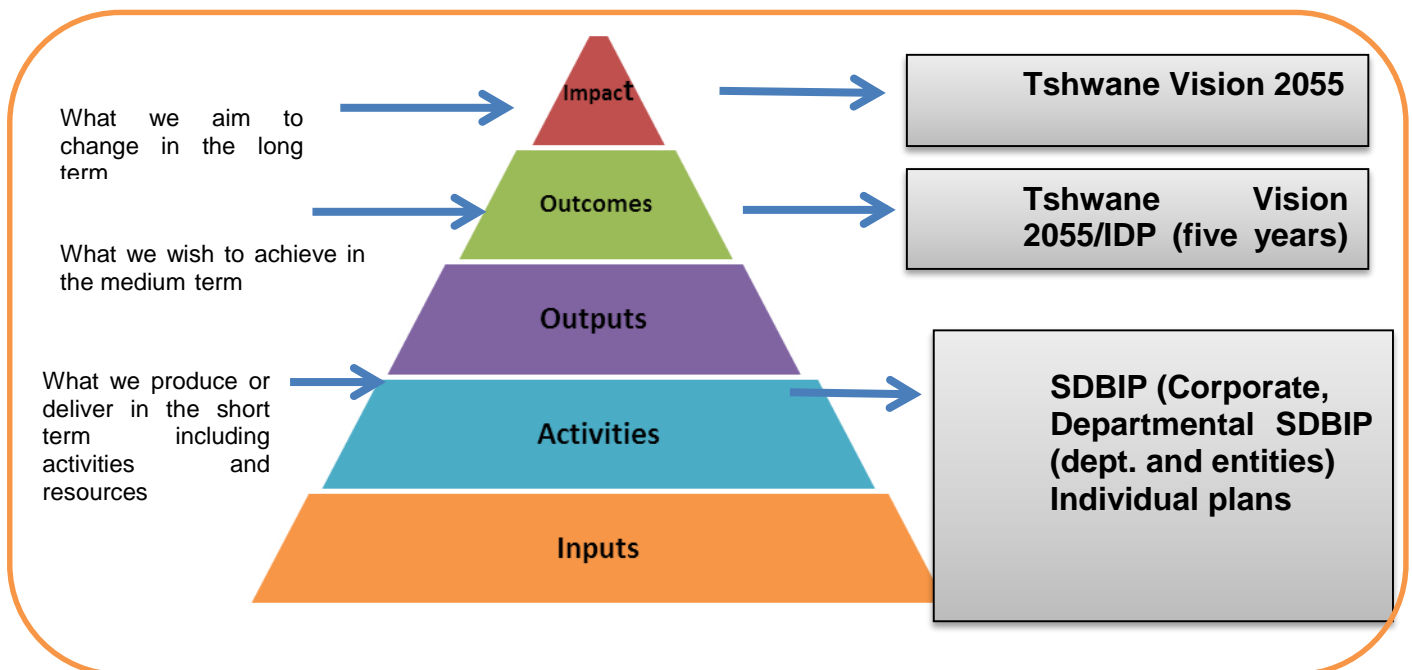 What we aim to
change in the long
term
What we wish to achieve in
the medium term
What we produce or
deliver in the short
term including
activities and
resources
Impact
Outcomes
Outputs
Activities
Inputs
Tshwane Vision 2055
Tshwane Vision
2055/IDP (five years)
SDBIP (Corporate,
Departmental SDBIP
(dept. and entities)
Individual plans